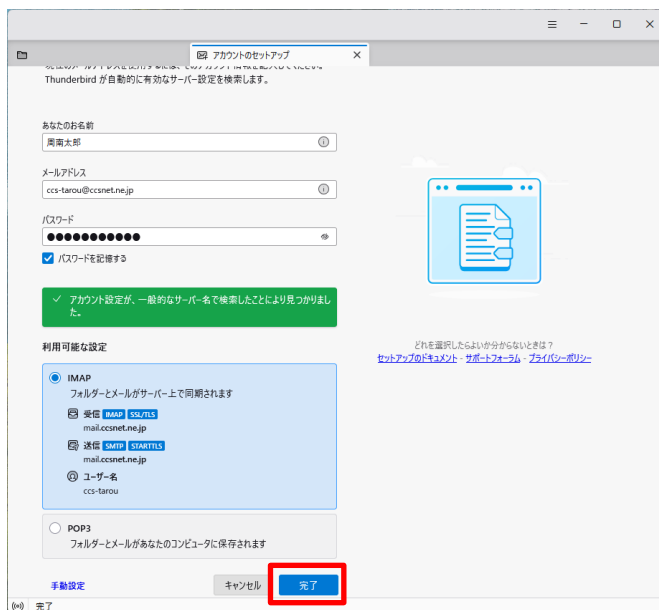 アカウントのセットアップ
Thunderbird が自動的に有効なサーバー設定を検索します。
あなたのお名前
周南太郎
メールアドレス
ccs-tarou@ccsnet.ne.jp
パスワード
パスワードを記憶する
アカウント設定が、一般的なサーバー名で検索したことにより見つかりまし
た。
利用可能な設定
IMAP
フォルダーとメールがサーバー上で同期されます
受信 IMAP SSL/TLS
mail.ccsnet.ne.jp
送信 SMTP STARTTLS
mail.ccsnet.ne.jp
ユーザー名
ccs-tarou
POP3
フォルダーとメールがあなたのコンピュータに保存されます
手動設定
キャンセル
完了
どれを選択したらよいか分からないときは？
セットアップのドキュメント - サポートフォーラム - プライバシーポリシー
完了